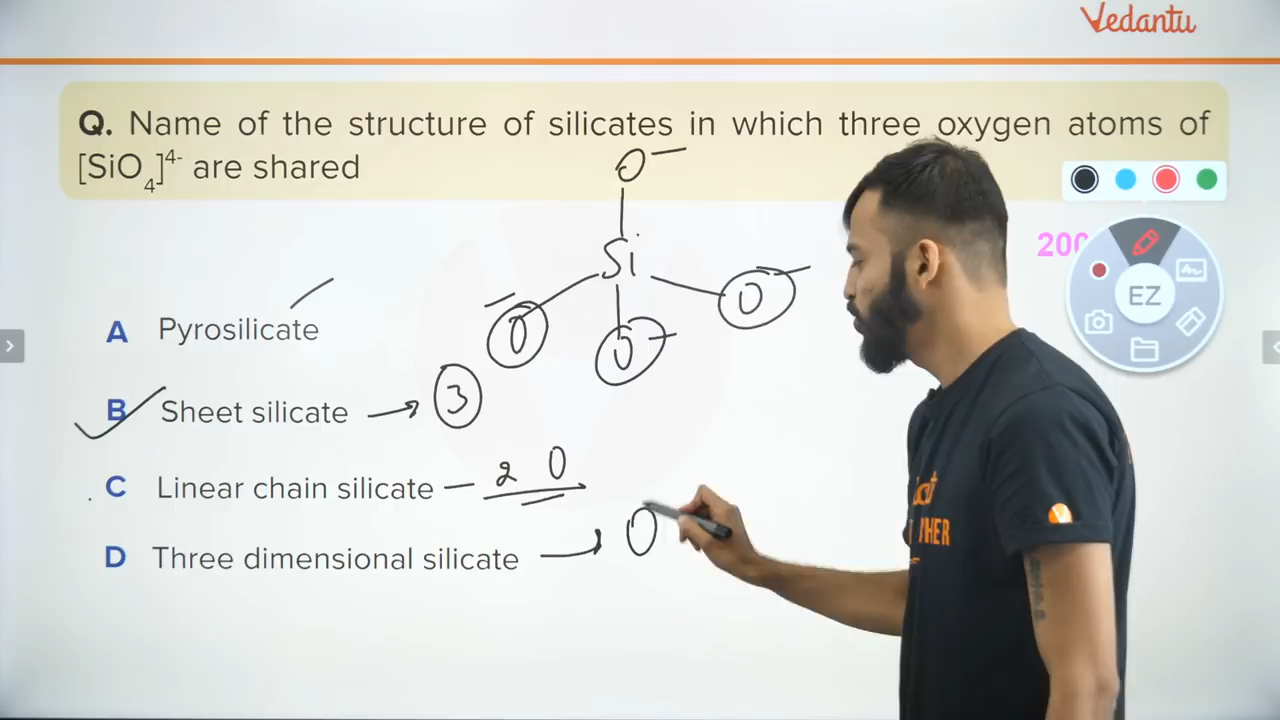 Vedantu
Q. Name of the structure of silicates in which three oxygen atoms of
[SiO4]4- are shared
O–
Si
O–
O–
O–
200
EZ
A Pyrosilicate
B Sheet silicate → 3
C Linear chain silicate – 2 O
D Three dimensional silicate → O